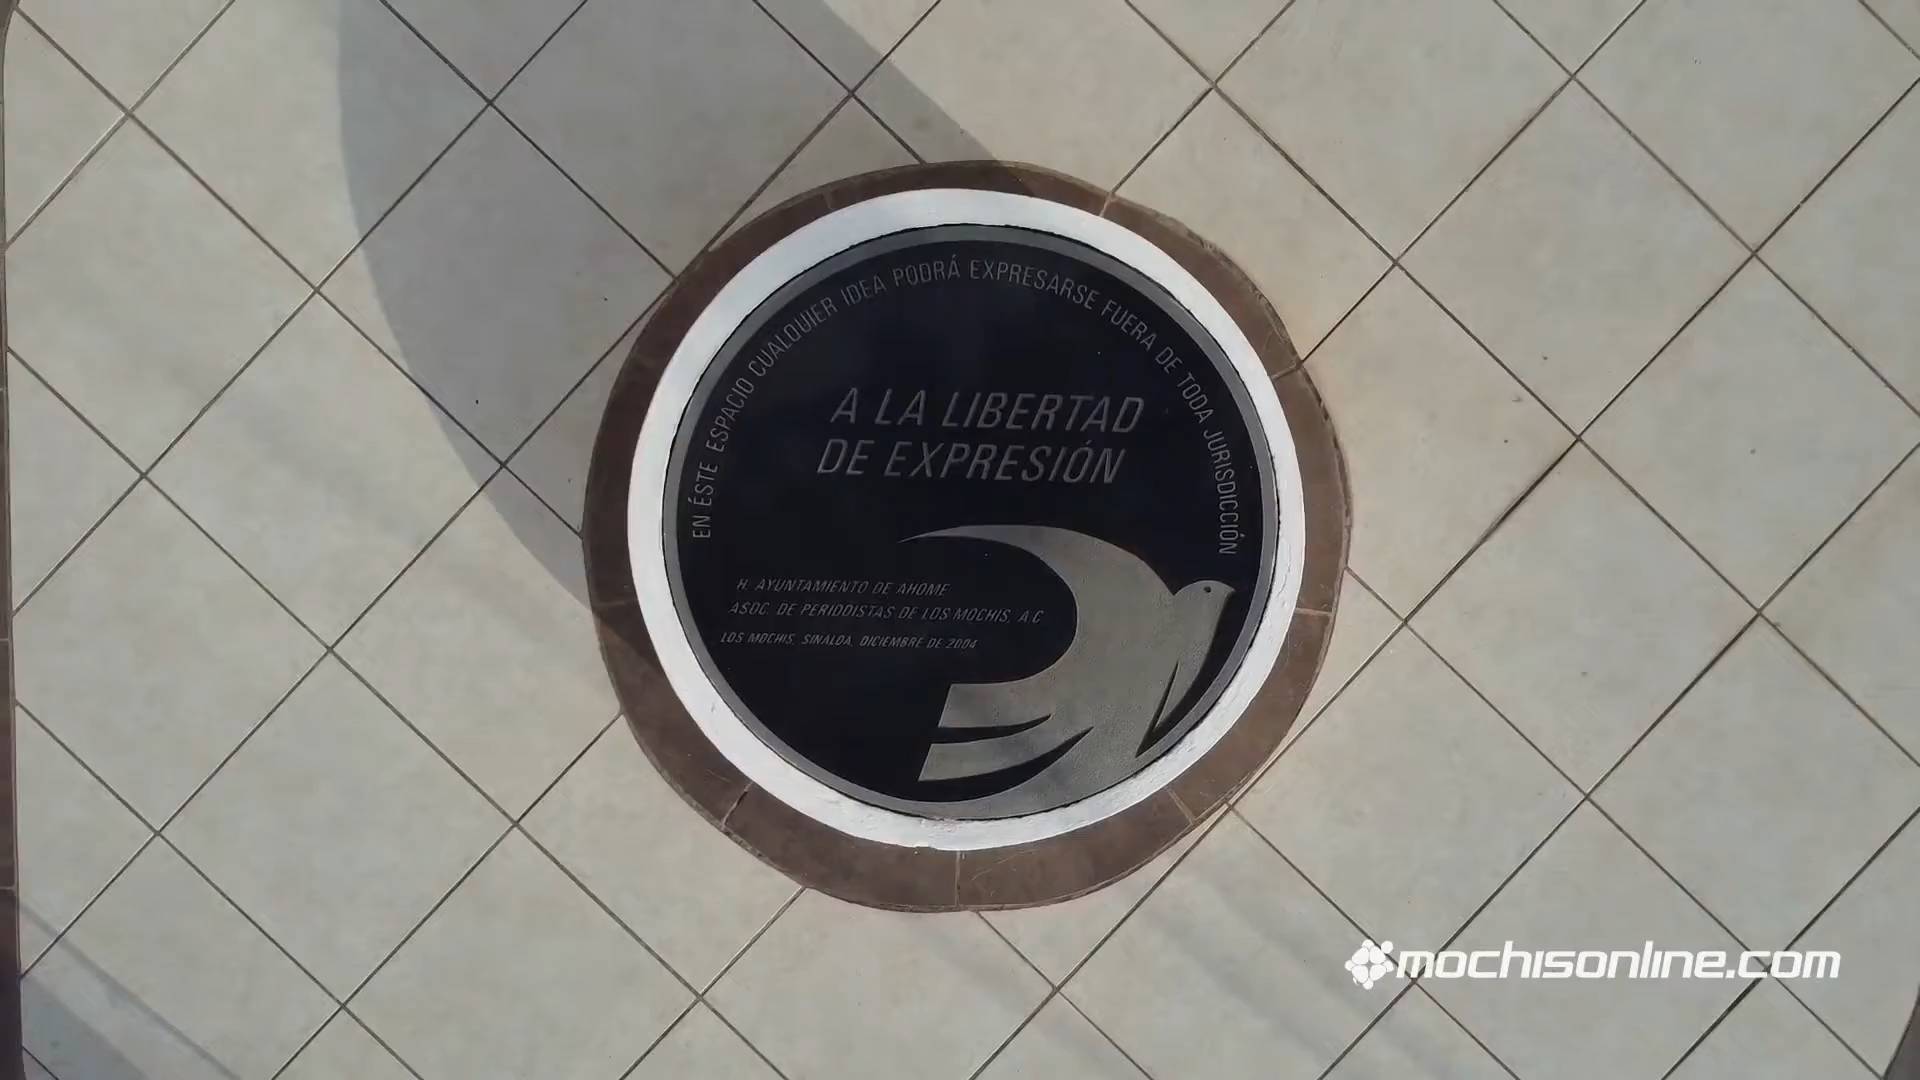 EN ÉSTE ESPACIO CUALQUIER IDEA PODRÁ EXPRESARSE FUERA DE TODA JURISDICCIÓN
A LA LIBERTAD
DE EXPRESIÓN
H. AYUNTAMIENTO DE AHOME
ASOC. DE PERIODISTAS DE LOS MOCHIS, A.C
LOS MOCHIS, SINALOA, DICIEMBRE DE 2004
mochisonline.com